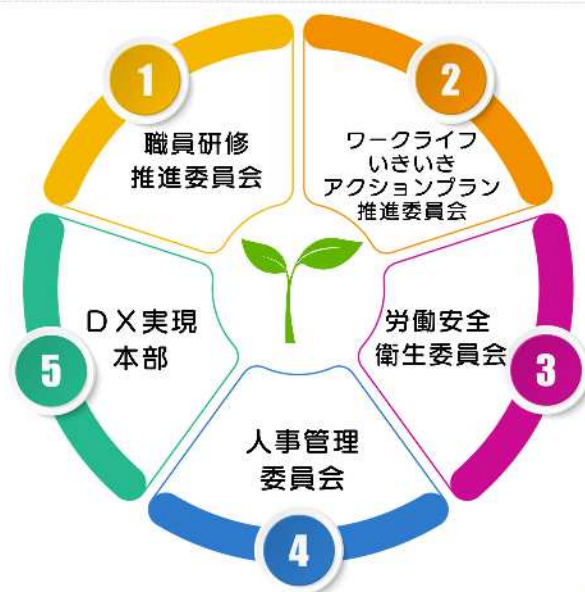 1
職員研修
推進委員会
2
ワークライフ
いきいき
アクションプラン
推進委員会
3
労働安全
衛生委員会
4
人事管理
委員会
5
ＤＸ実現
本部